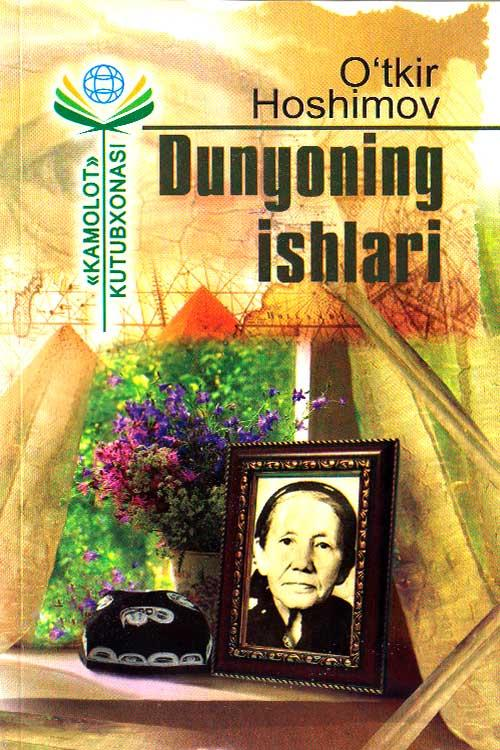 O‘tkir
Hoshimov
Dunyoning
ishlari
«KAMOLOT»
KUTUBXONASI